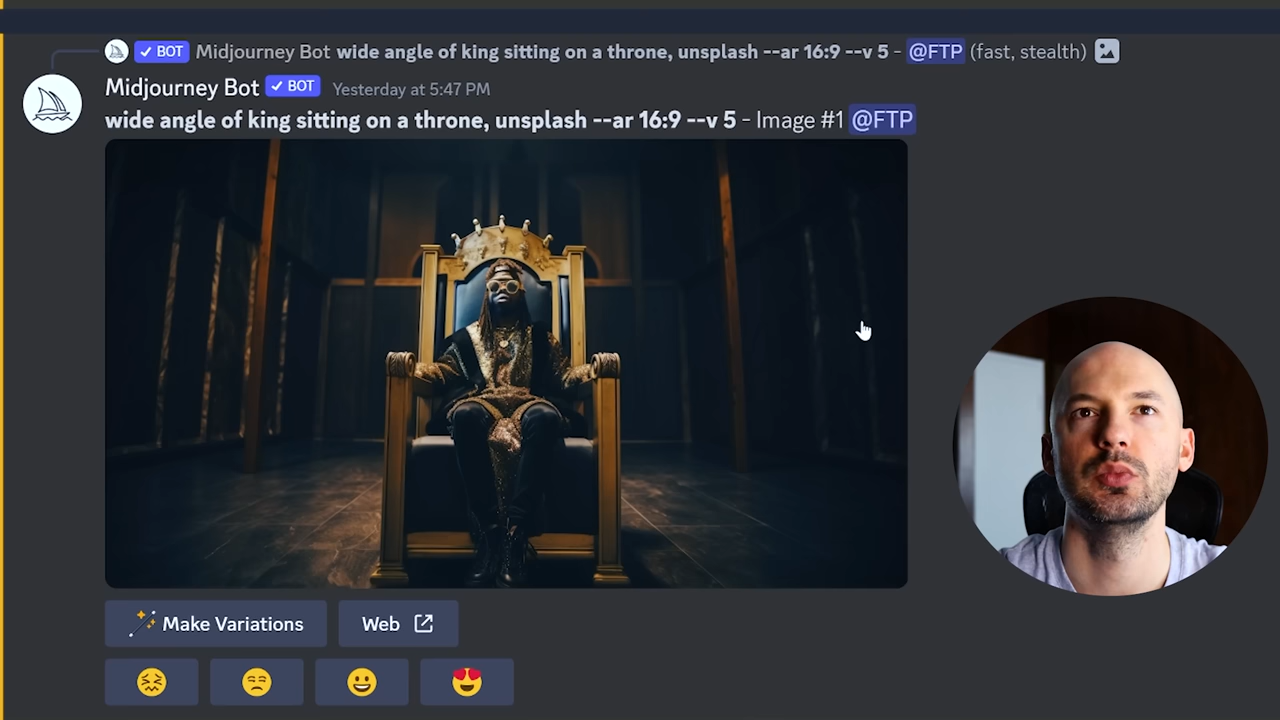 BOT Midjourney Bot wide angle of king sitting on a throne, unsplash --ar 16:9 --v 5 - @FTP (fast, stealth)
Midjourney Bot BOT Yesterday at 5:47 PM
wide angle of king sitting on a throne, unsplash --ar 16:9 --v 5 - Image #1 @FTP
Make Variations Web